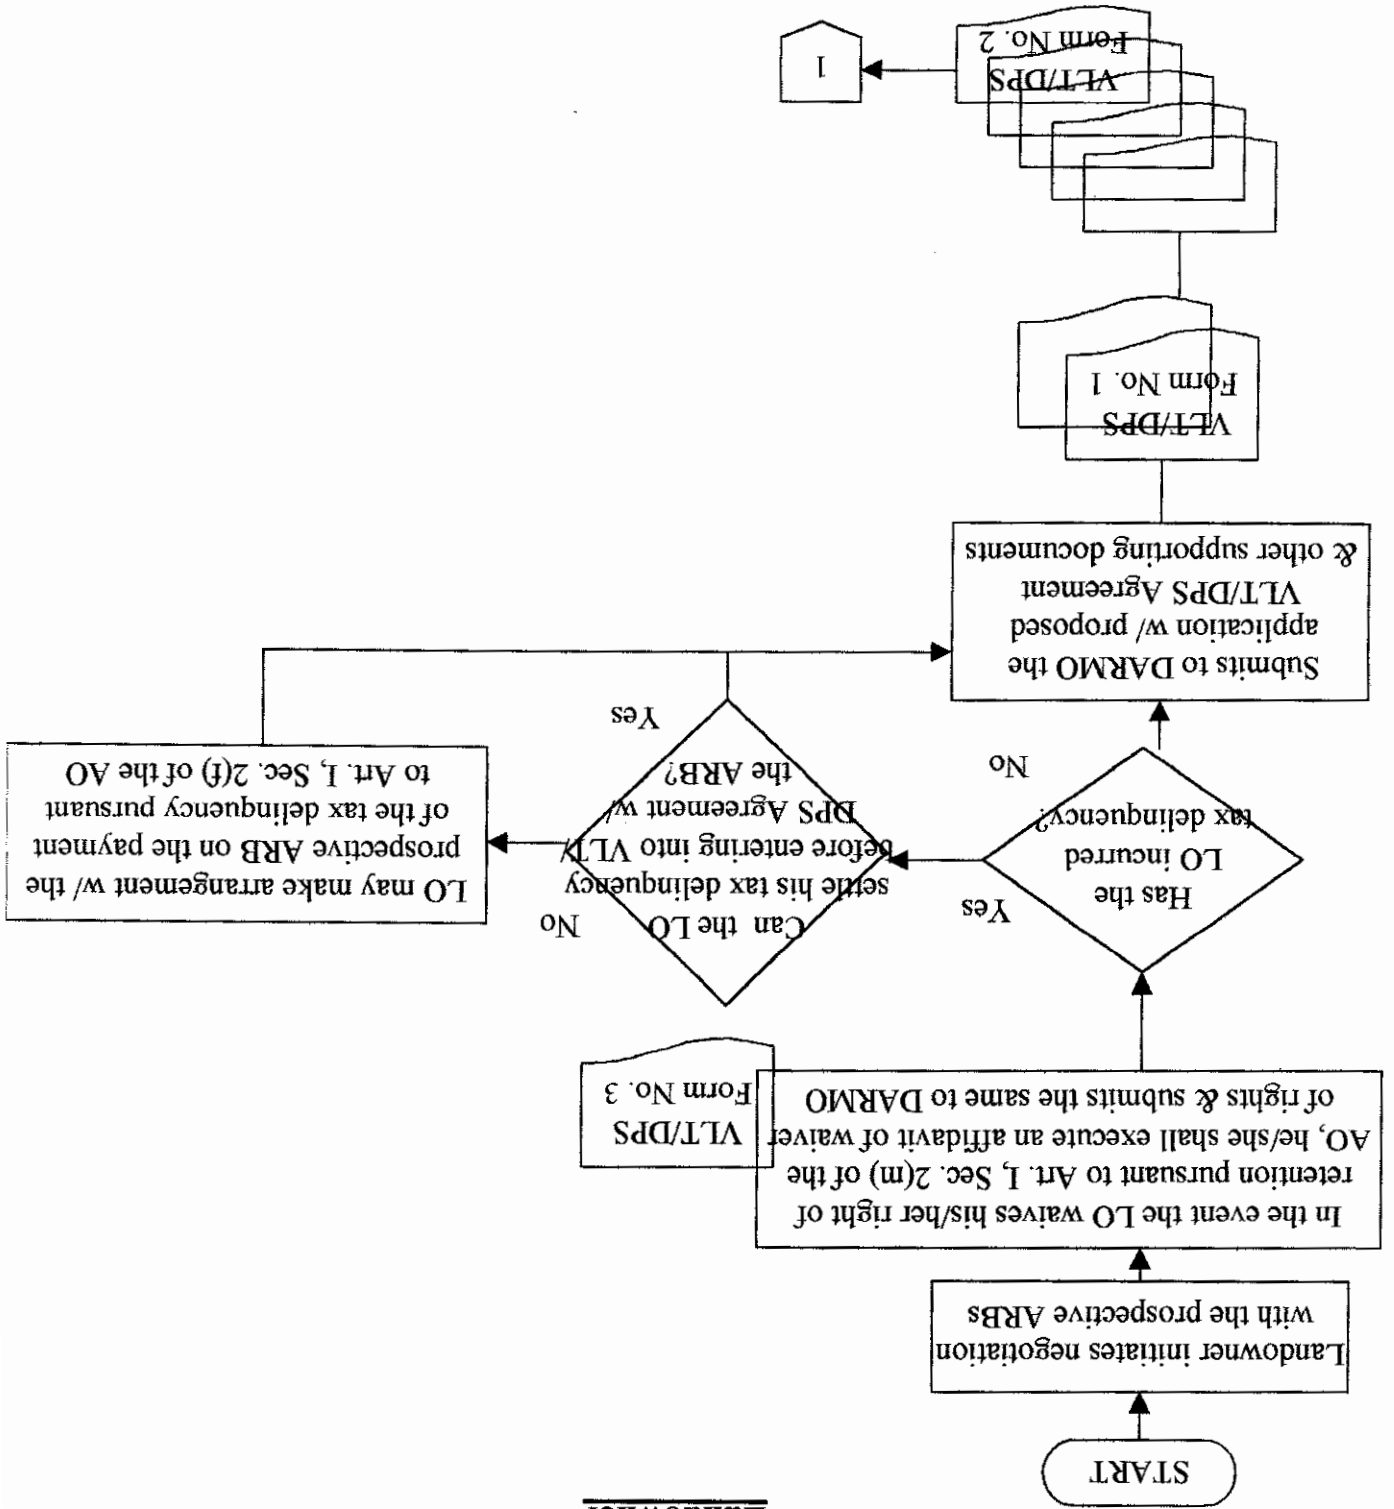 START
Landowner initiates negotiation
with the prospective ARBs
In the event the LO waives his/her right of
retention pursuant to Art. I, Sec. 2(m) of the
AO, he/she shall execute an affidavit of waiver
of rights & submits the same to DARMO
VLT/DPS
Form No. 3
Has the
LO incurred
tax delinquency?
Yes
No
Can the LO
settle his tax delinquency
before entering into VLT/
DPS Agreement w/
the ARB?
No
Yes
LO may make arrangement w/ the
prospective ARB on the payment
of the tax delinquency pursuant
to Art. I, Sec. 2(f) of the AO
Submits to DARMO the
application w/ proposed
VLT/DPS Agreement
& other supporting documents
VLT/DPS
Form No. 1
VLT/DPS
Form No. 2
1